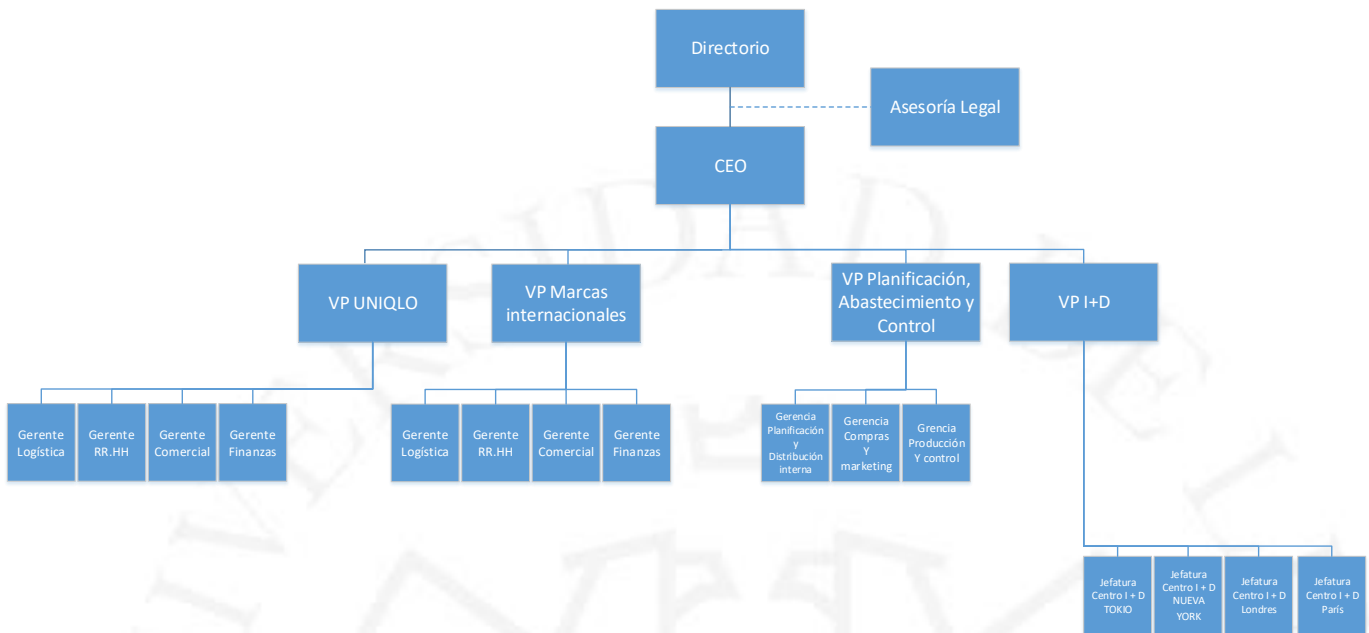 Directorio
Asesoría Legal
CEO
VP UNIQLO
VP Marcas
internacionales
VP Planificación,
Abastecimiento y
Control
VP I+D
Gerente
Logística
Gerente
RR.HH
Gerente
Comercial
Gerente
Finanzas
Gerente
Logística
Gerente
RR.HH
Gerente
Comercial
Gerente
Finanzas
Gerencia
Planificación
y
Distribución
interna
Gerencia
Compras
Y
marketing
Grencia
Producción
Y control
Jefatura
Centro I + D
TOKIO
Jefatura
Centro I + D
NUEVA
YORK
Jefatura
Centro I + D
Londres
Jefatura
Centro I + D
París
UNIVERSIDAD DE L